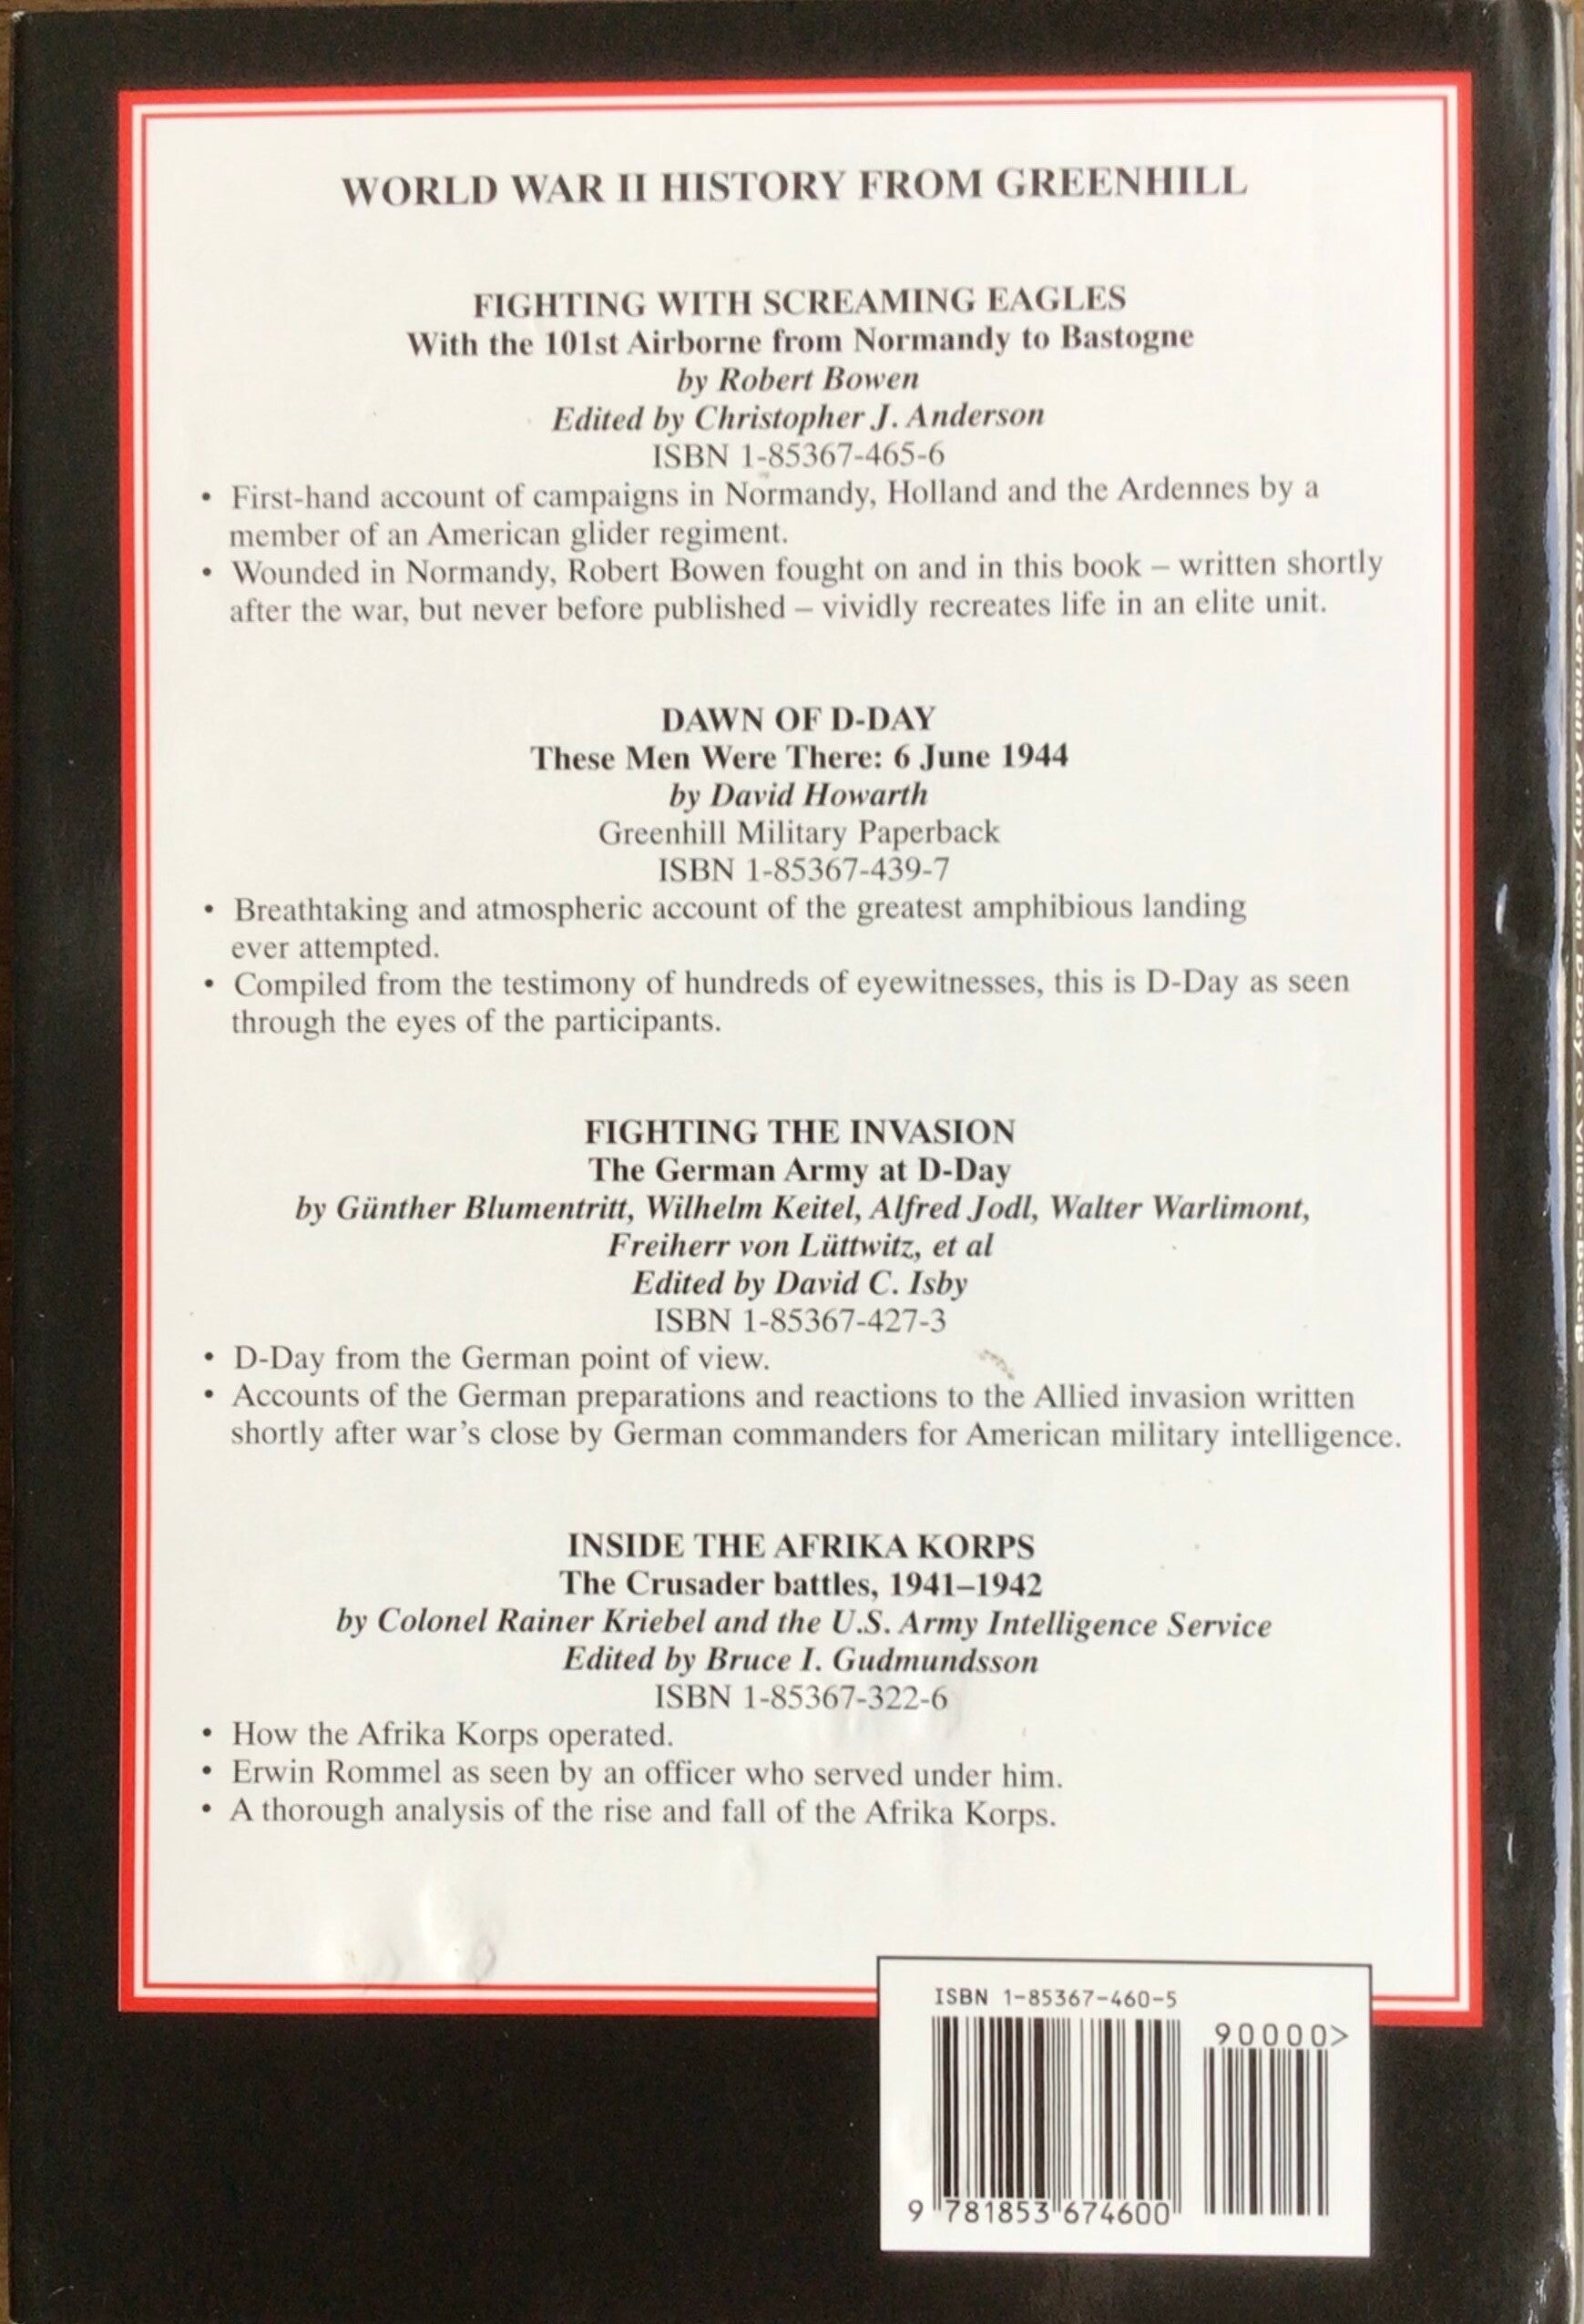 WORLD WAR II HISTORY FROM GREENHILL
FIGHTING WITH SCREAMING EAGLES
With the 101st Airborne from Normandy to Bastogne
by Robert Bowen
Edited by Christopher J. Anderson
ISBN 1-85367-465-6
• First-hand account of campaigns in Normandy, Holland and the Ardennes by a
member of an American glider regiment.
• Wounded in Normandy, Robert Bowen fought on and in this book – written shortly
after the war, but never before published – vividly recreates life in an elite unit.
DAWN OF D-DAY
These Men Were There: 6 June 1944
by David Howarth
Greenhill Military Paperback
ISBN 1-85367-439-7
• Breathtaking and atmospheric account of the greatest amphibious landing
ever attempted.
• Compiled from the testimony of hundreds of eyewitnesses, this is D-Day as seen
through the eyes of the participants.
FIGHTING THE INVASION
The German Army at D-Day
by Günther Blumentritt, Wilhelm Keitel, Alfred Jodl, Walter Warlimont,
Freiherr von Lüttwitz, et al
Edited by David C. Isby
ISBN 1-85367-427-3
• D-Day from the German point of view.
• Accounts of the German preparations and reactions to the Allied invasion written
shortly after war's close by German commanders for American military intelligence.
INSIDE THE AFRIKA KORPS
The Crusader battles, 1941–1942
by Colonel Rainer Kriebel and the U.S. Army Intelligence Service
Edited by Bruce I. Gudmundsson
ISBN 1-85367-322-6
• How the Afrika Korps operated.
• Erwin Rommel as seen by an officer who served under him.
• A thorough analysis of the rise and fall of the Afrika Korps.
ISBN 1-85367-460-5
90000>
9 781853 674600
The German Army from D-Day to Villers-Bocage